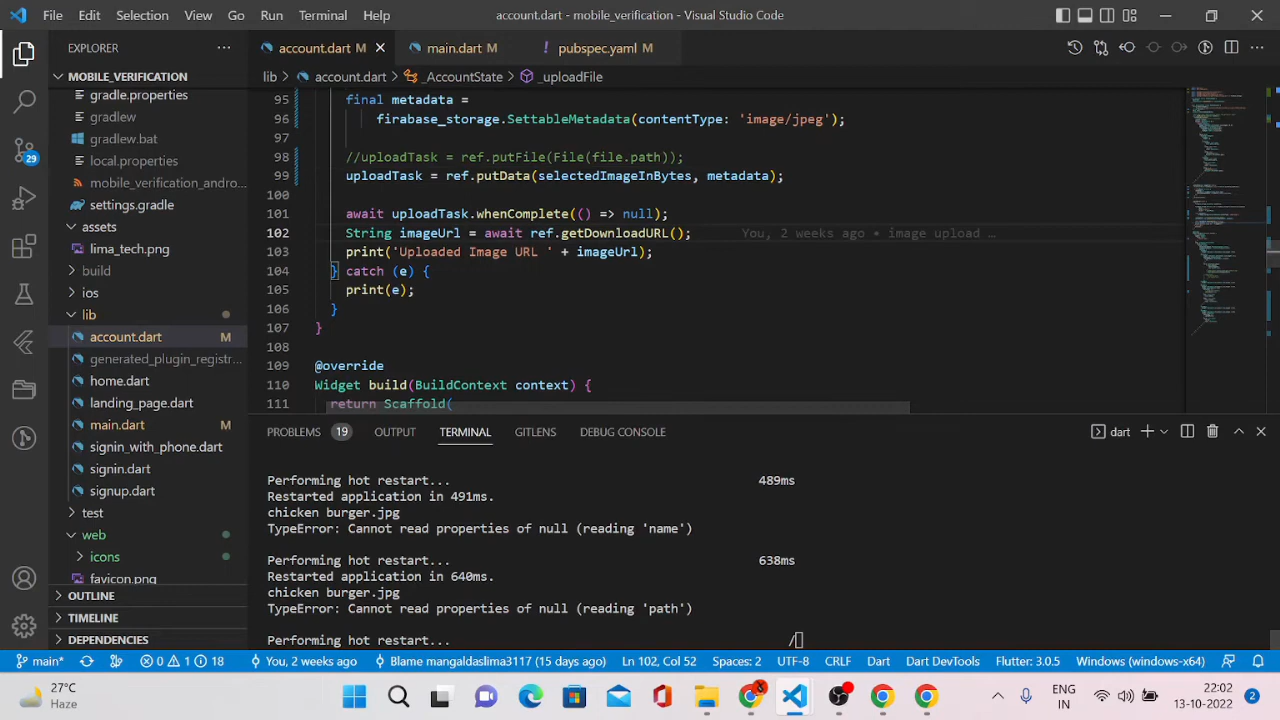 File Edit Selection View Go Run Terminal Help account.dart - mobile_verification - Visual Studio Code
EXPLORER
account.dart M
main.dart M
! pubspec.yaml M
MOBILE_VERIFICATION
lib > account.dart > _AccountState > _uploadFile
gradle.properties
gradlew
gradlew.bat
local.properties
mobile_verification_andro...
settings.gradle
assets
lima_tech.png
build
ios
lib
account.dart M
generated_plugin_registr...
home.dart
landing_page.dart
main.dart M
signin_with_phone.dart
signin.dart
signup.dart
test
web
icons
favicon.png
OUTLINE
TIMELINE
DEPENDENCIES
29
95 final metadata =
96 firabase_storage.SettableMetadata(contentType: 'image/jpeg');
97
98 //uploadTask = ref.putFile(File(file.path));
99 uploadTask = ref.putData(selectedImageInBytes, metadata);
100
101 await uploadTask.whenComplete(() => null);
102 String imageUrl = await ref.getDownloadURL(); You, 2 weeks ago • image upload …
103 print('Uploaded Image URL ' + imageUrl);
104 } catch (e) {
105 print(e);
106 }
107 }
108
109 @override
110 Widget build(BuildContext context) {
111 return Scaffold(
PROBLEMS 19 OUTPUT TERMINAL GITLENS DEBUG CONSOLE dart
Performing hot restart... 489ms
Restarted application in 491ms.
chicken burger.jpg
TypeError: Cannot read properties of null (reading 'name')
Performing hot restart... 638ms
Restarted application in 640ms.
chicken burger.jpg
TypeError: Cannot read properties of null (reading 'path')
Performing hot restart... /
main* 0 1 18 You, 2 weeks ago Blame mangaldaslima3117 (15 days ago) Ln 102, Col 52 Spaces: 2 UTF-8 CRLF Dart Dart DevTools Flutter: 3.0.5 Windows (windows-x64)
27°C
Haze
ENG
IN
22:02
13-10-2022
2